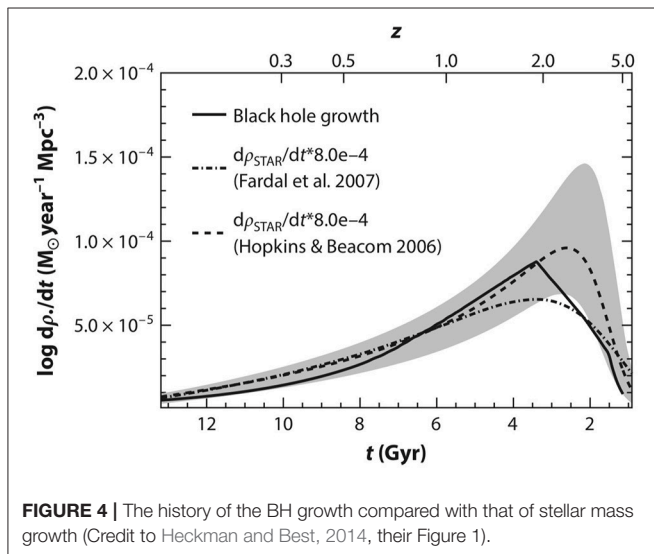 z
0.3 0.5 1.0 2.0 5.0
2.0 × 10⁻⁴
1.5 × 10⁻⁴
1.0 × 10⁻⁴
5.0 × 10⁻⁵
log dρ•/dt (M⊙ year⁻¹ Mpc⁻³)
Black hole growth
dρSTAR/dt*8.0e–4
(Fardal et al. 2007)
dρSTAR/dt*8.0e–4
(Hopkins & Beacom 2006)
12 10 8 6 4 2
t (Gyr)
FIGURE 4 | The history of the BH growth compared with that of stellar mass
growth (Credit to Heckman and Best, 2014, their Figure 1).